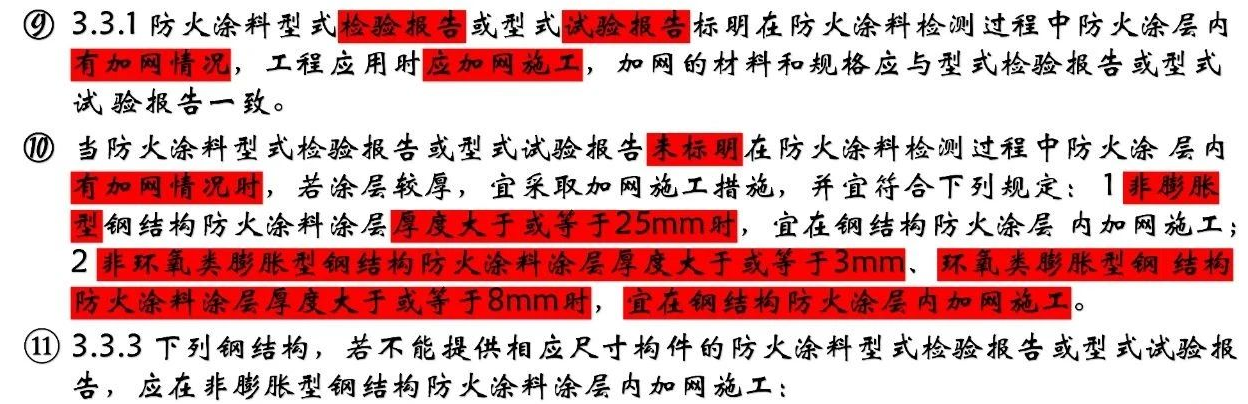 ⑨ 3.3.1 防火涂料型式检验报告或型式试验报告标明在防火涂料检测过程中防火涂层内
有加网情况，工程应用时应加网施工，加网的材料和规格应与型式检验报告或型式
试验报告一致。
⑩ 当防火涂料型式检验报告或型式试验报告未标明在防火涂料检测过程中防火涂 层内
有加网情况时，若涂层较厚，宜采取加网施工措施，并宜符合下列规定：1 非膨胀
型钢结构防火涂料涂层厚度大于或等于25mm时，宜在钢结构防火涂层 内加网施工；
2 非环氧类膨胀型钢结构防火涂料涂层厚度大于或等于3mm、环氧类膨胀型钢 结构
防火涂料涂层厚度大于或等于8mm时，宜在钢结构防火涂层内加网施工。
⑪ 3.3.3 下列钢结构，若不能提供相应尺寸构件的防火涂料型式检验报告或型式试验报
告，应在非膨胀型钢结构防火涂料涂层内加网施工：